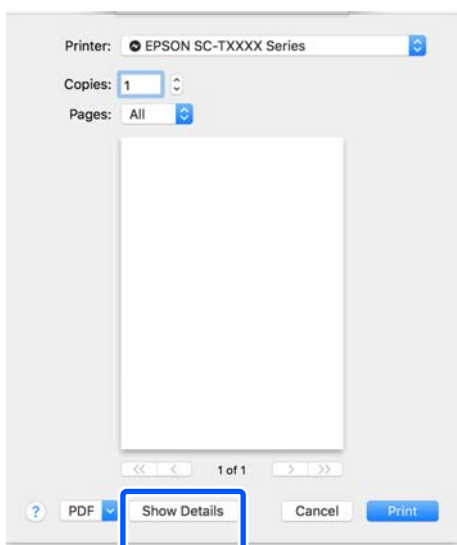 Printer: EPSON SC-TXXXX Series
Copies: 1
Pages: All
<< < 1 of 1 > >>
? PDF Show Details Cancel Print